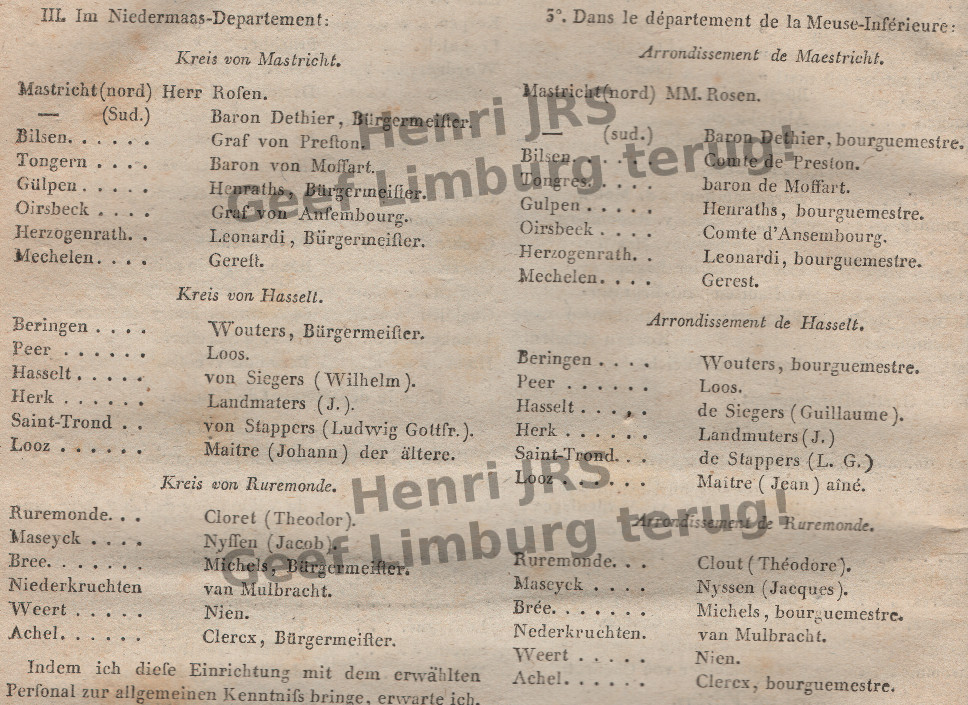 III. Im Niedermaas-Departement:
Kreis von Mastricht.
Mastricht (nord) Herr Rosen.
— (Sud.) Baron Dethier, Bürgermeiſter.
Bilsen. . . . . . Graf von Preſton.
Tongern . . . . Baron von Moffart.
Gülpen . . . . . Henraths, Bürgermeiſter.
Oirsbeck . . . . Graf von Anſembourg.
Herzogenrath. . Leonardi, Bürgermeiſter.
Mechelen. . . . Gereſt.
Kreis von Hasselt.
Beringen . . . . Wouters, Bürgermeiſter.
Peer . . . . . . Loos.
Hasselt . . . . . von Siegers (Wilhelm).
Herk . . . . . . Landmaters (J.).
Saint-Trond . . von Stappers (Ludwig Gottfr.).
Looz . . . . . . Maitre (Johann) der ältere.
Kreis von Ruremonde.
Ruremonde. . . Cloret (Theodor).
Maseyck . . . . Nyſſen (Jacob).
Bree. . . . . . . Michels, Bürgermeiſter.
Niederkruchten van Mulbracht.
Weert . . . . . Nien.
Achel. . . . . . Clercx, Bürgermeiſter.
Indem ich dieſe Einrichtung mit dem erwählten
Perſonal zur allgemeinen Kenntniſs bringe, erwarte ich,
3°. Dans le département de la Meuse-Inférieure:
Arrondissement de Maestricht.
Mastricht (nord) MM. Rosen.
— (sud.) Baron Dethier, bourguemestre.
Bilsen. . . . . . Comte de Preston.
Tongres. . . . . baron de Moffart.
Gulpen . . . . . Henraths, bourguemestre.
Oirsbeck . . . . Comte d'Ansembourg.
Herzogenrath. . Leonardi, bourguemestre.
Mechelen. . . . Gerest.
Arrondissement de Hasselt.
Beringen . . . . Wouters, bourguemestre.
Peer . . . . . . Loos.
Hasselt . . . . . de Siegers (Guillaume).
Herk . . . . . . Landmuters (J.)
Saint-Trond. . . de Stappers (L. G.)
Looz . . . . . . Maitre (Jean) aîné.
Arrondissement de Ruremonde.
Ruremonde. . . Clout (Théodore).
Maseyck . . . . Nyssen (Jacques).
Brée. . . . . . . Michels, bourguemestre.
Nederkruchten. van Mulbracht.
Weert . . . . . Nien.
Achel. . . . . . Clercx, bourguemestre.
Henri JRS
Geef Limburg terug!
Henri JRS
Geef Limburg terug!